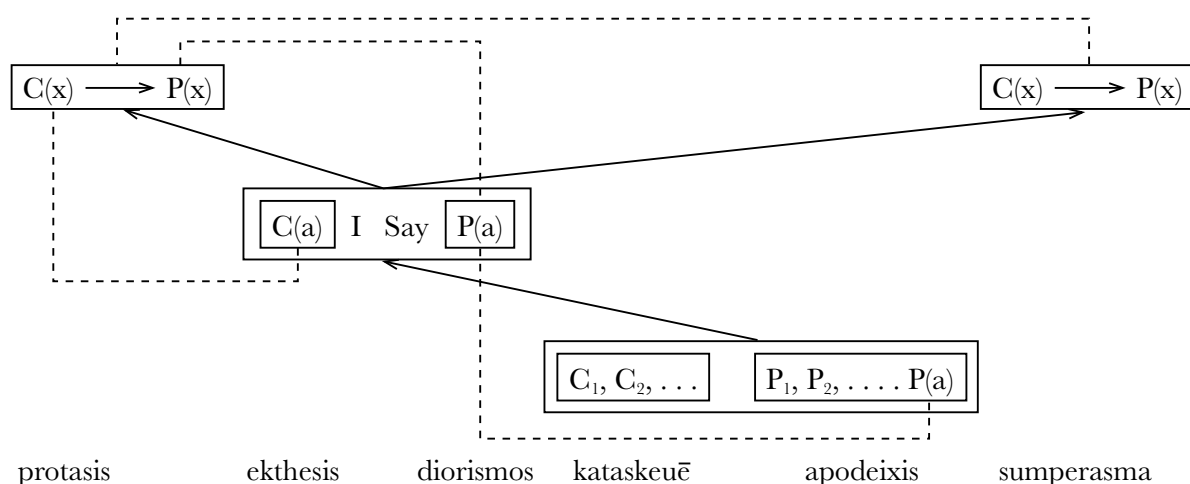 C(x) P(x) C(x) P(x)
C(a) I Say P(a)
C₁, C₂, . . . P₁, P₂, . . . . P(a)
protasis ekthesis diorismos kataskeuē apodeixis sumperasma